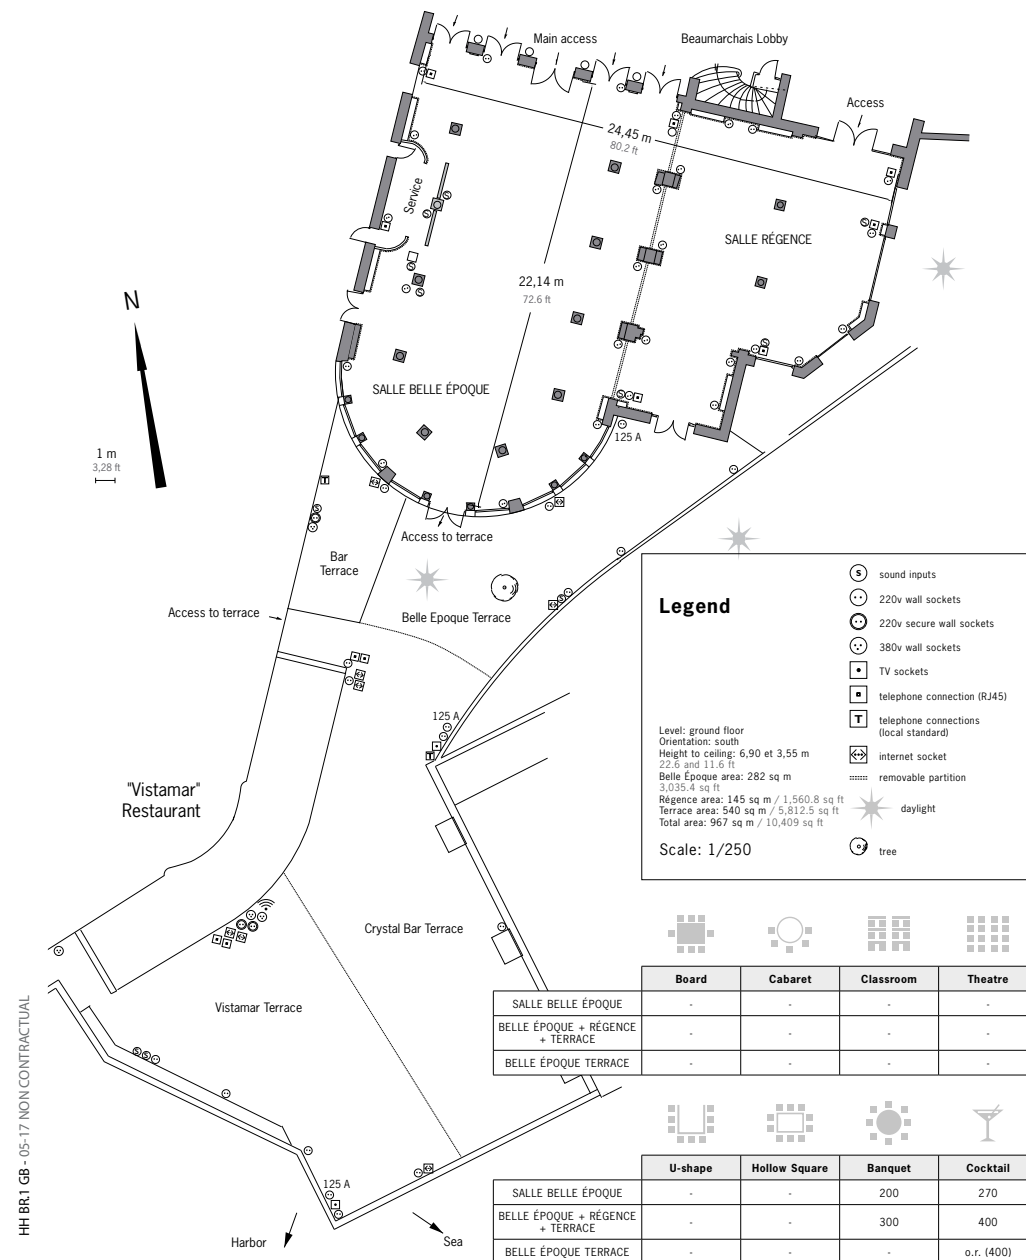 Main access
Beaumarchais Lobby
Access
24,45 m
80.2 ft
Service
SALLE RÉGENCE
22,14 m
72.6 ft
N
SALLE BELLE ÉPOQUE
1 m
3,28 ft
125 A
Access to terrace
Bar
Terrace
Access to terrace
Belle Epoque Terrace
125 A
"Vistamar"
Restaurant
Crystal Bar Terrace
Vistamar Terrace
125 A
Harbor
Sea
HH BR.1 GB - 05-17 NON CONTRACTUAL
Legend
S sound inputs
220v wall sockets
220v secure wall sockets
380v wall sockets
TV sockets
telephone connection (RJ45)
T telephone connections
(local standard)
internet socket
removable partition
daylight
tree
Level: ground floor
Orientation: south
Height to ceiling: 6,90 et 3,55 m
22.6 and 11.6 ft
Belle Époque area: 282 sq m
3,035.4 sq ft
Régence area: 145 sq m / 1,560.8 sq ft
Terrace area: 540 sq m / 5,812.5 sq ft
Total area: 967 sq m / 10,409 sq ft
Scale: 1/250
Board Cabaret Classroom Theatre
SALLE BELLE ÉPOQUE - - - -
BELLE ÉPOQUE + RÉGENCE
+ TERRACE - - - -
BELLE ÉPOQUE TERRACE - - - -
U-shape Hollow Square Banquet Cocktail
SALLE BELLE ÉPOQUE - - 200 270
BELLE ÉPOQUE + RÉGENCE
+ TERRACE - - 300 400
BELLE ÉPOQUE TERRACE - - - o.r. (400)